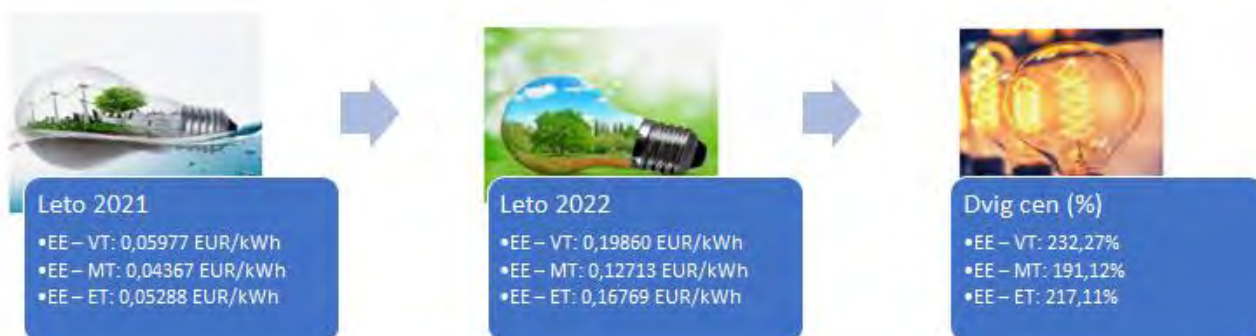 Leto 2021
•EE – VT: 0,05977 EUR/kWh
•EE – MT: 0,04367 EUR/kWh
•EE – ET: 0,05288 EUR/kWh
Leto 2022
•EE – VT: 0,19860 EUR/kWh
•EE – MT: 0,12713 EUR/kWh
•EE – ET: 0,16769 EUR/kWh
Dvig cen (%)
•EE – VT: 232,27%
•EE – MT: 191,12%
•EE – ET: 217,11%